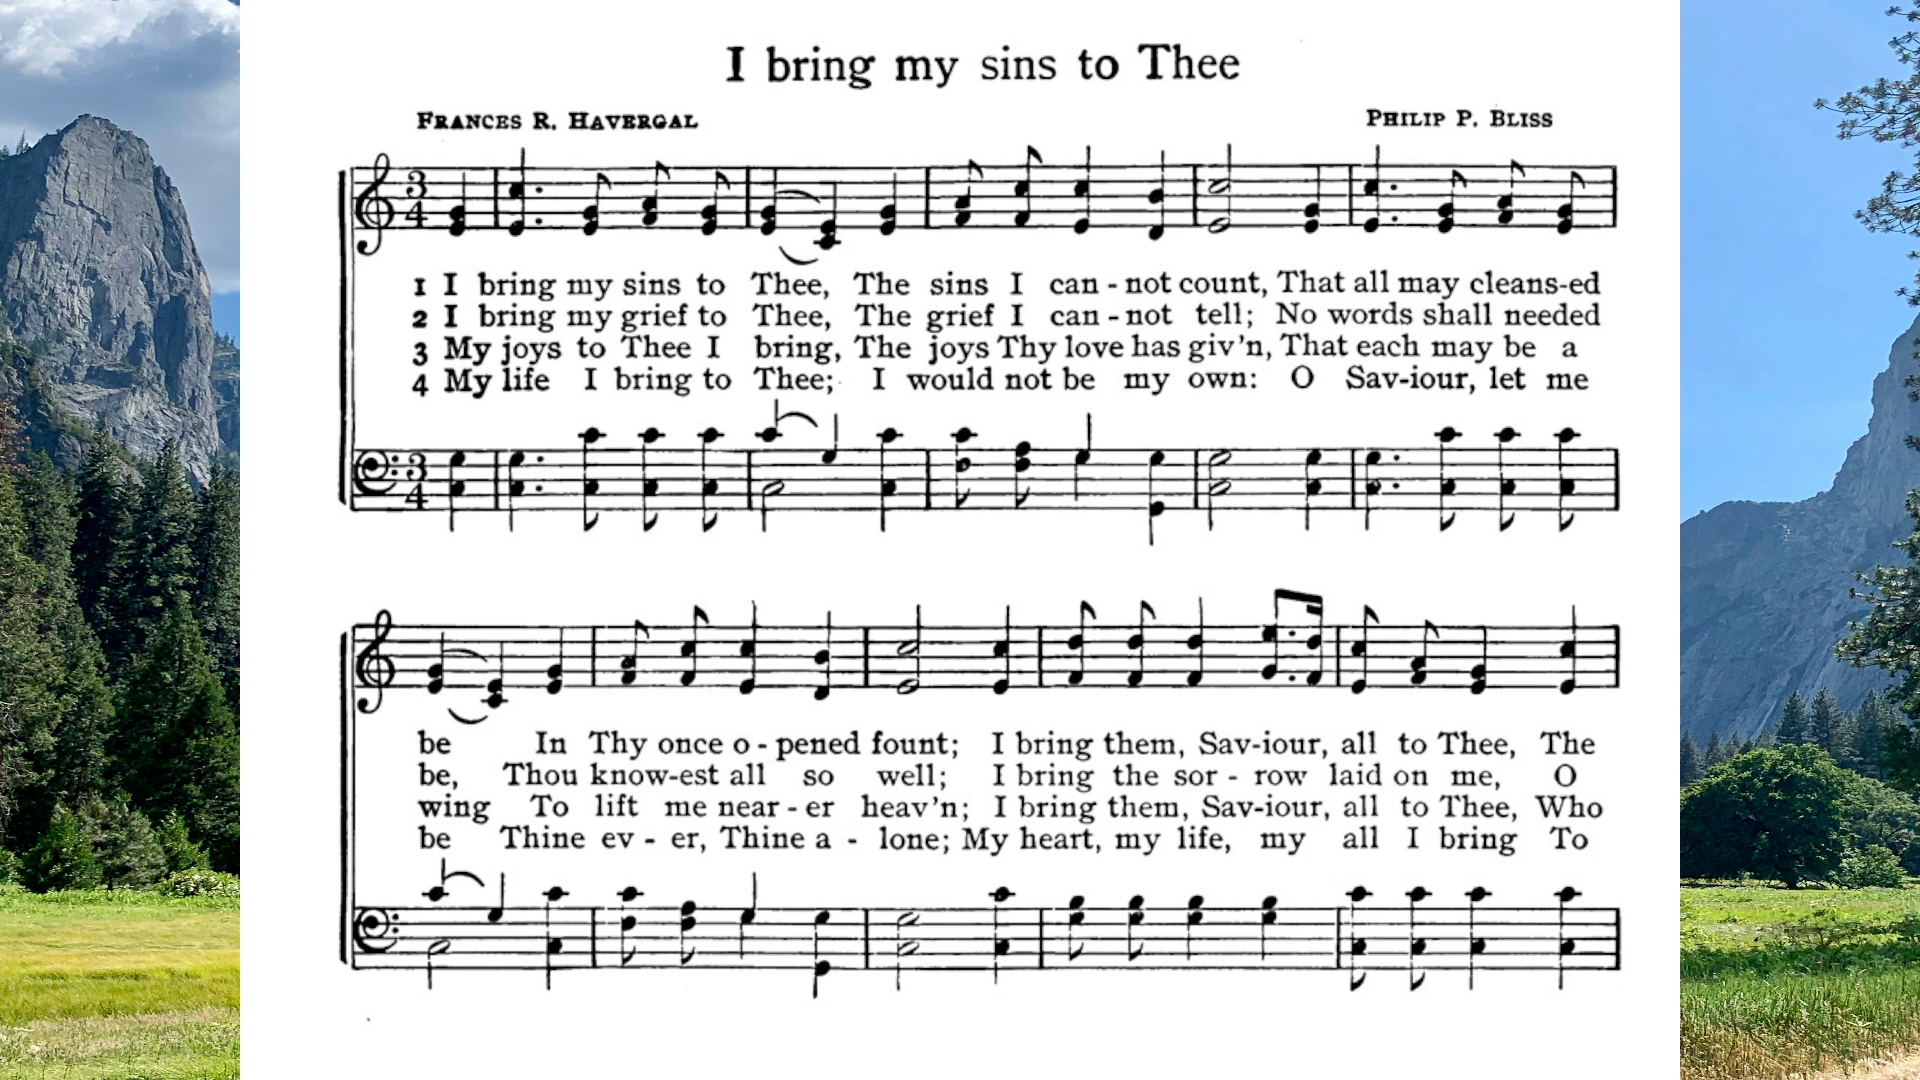 I bring my sins to Thee
FRANCES R. HAVERGAL
PHILIP P. BLISS
3 4
1 I bring my sins to Thee, The sins I can - not count, That all may cleans-ed
2 I bring my grief to Thee, The grief I can - not tell; No words shall needed
3 My joys to Thee I bring, The joys Thy love has giv'n, That each may be a
4 My life I bring to Thee; I would not be my own: O Sav-iour, let me
3 4
be In Thy once o - pened fount; I bring them, Sav-iour, all to Thee, The
be, Thou know-est all so well; I bring the sor - row laid on me, O
wing To lift me near - er heav'n; I bring them, Sav-iour, all to Thee, Who
be Thine ev - er, Thine a - lone; My heart, my life, my all I bring To